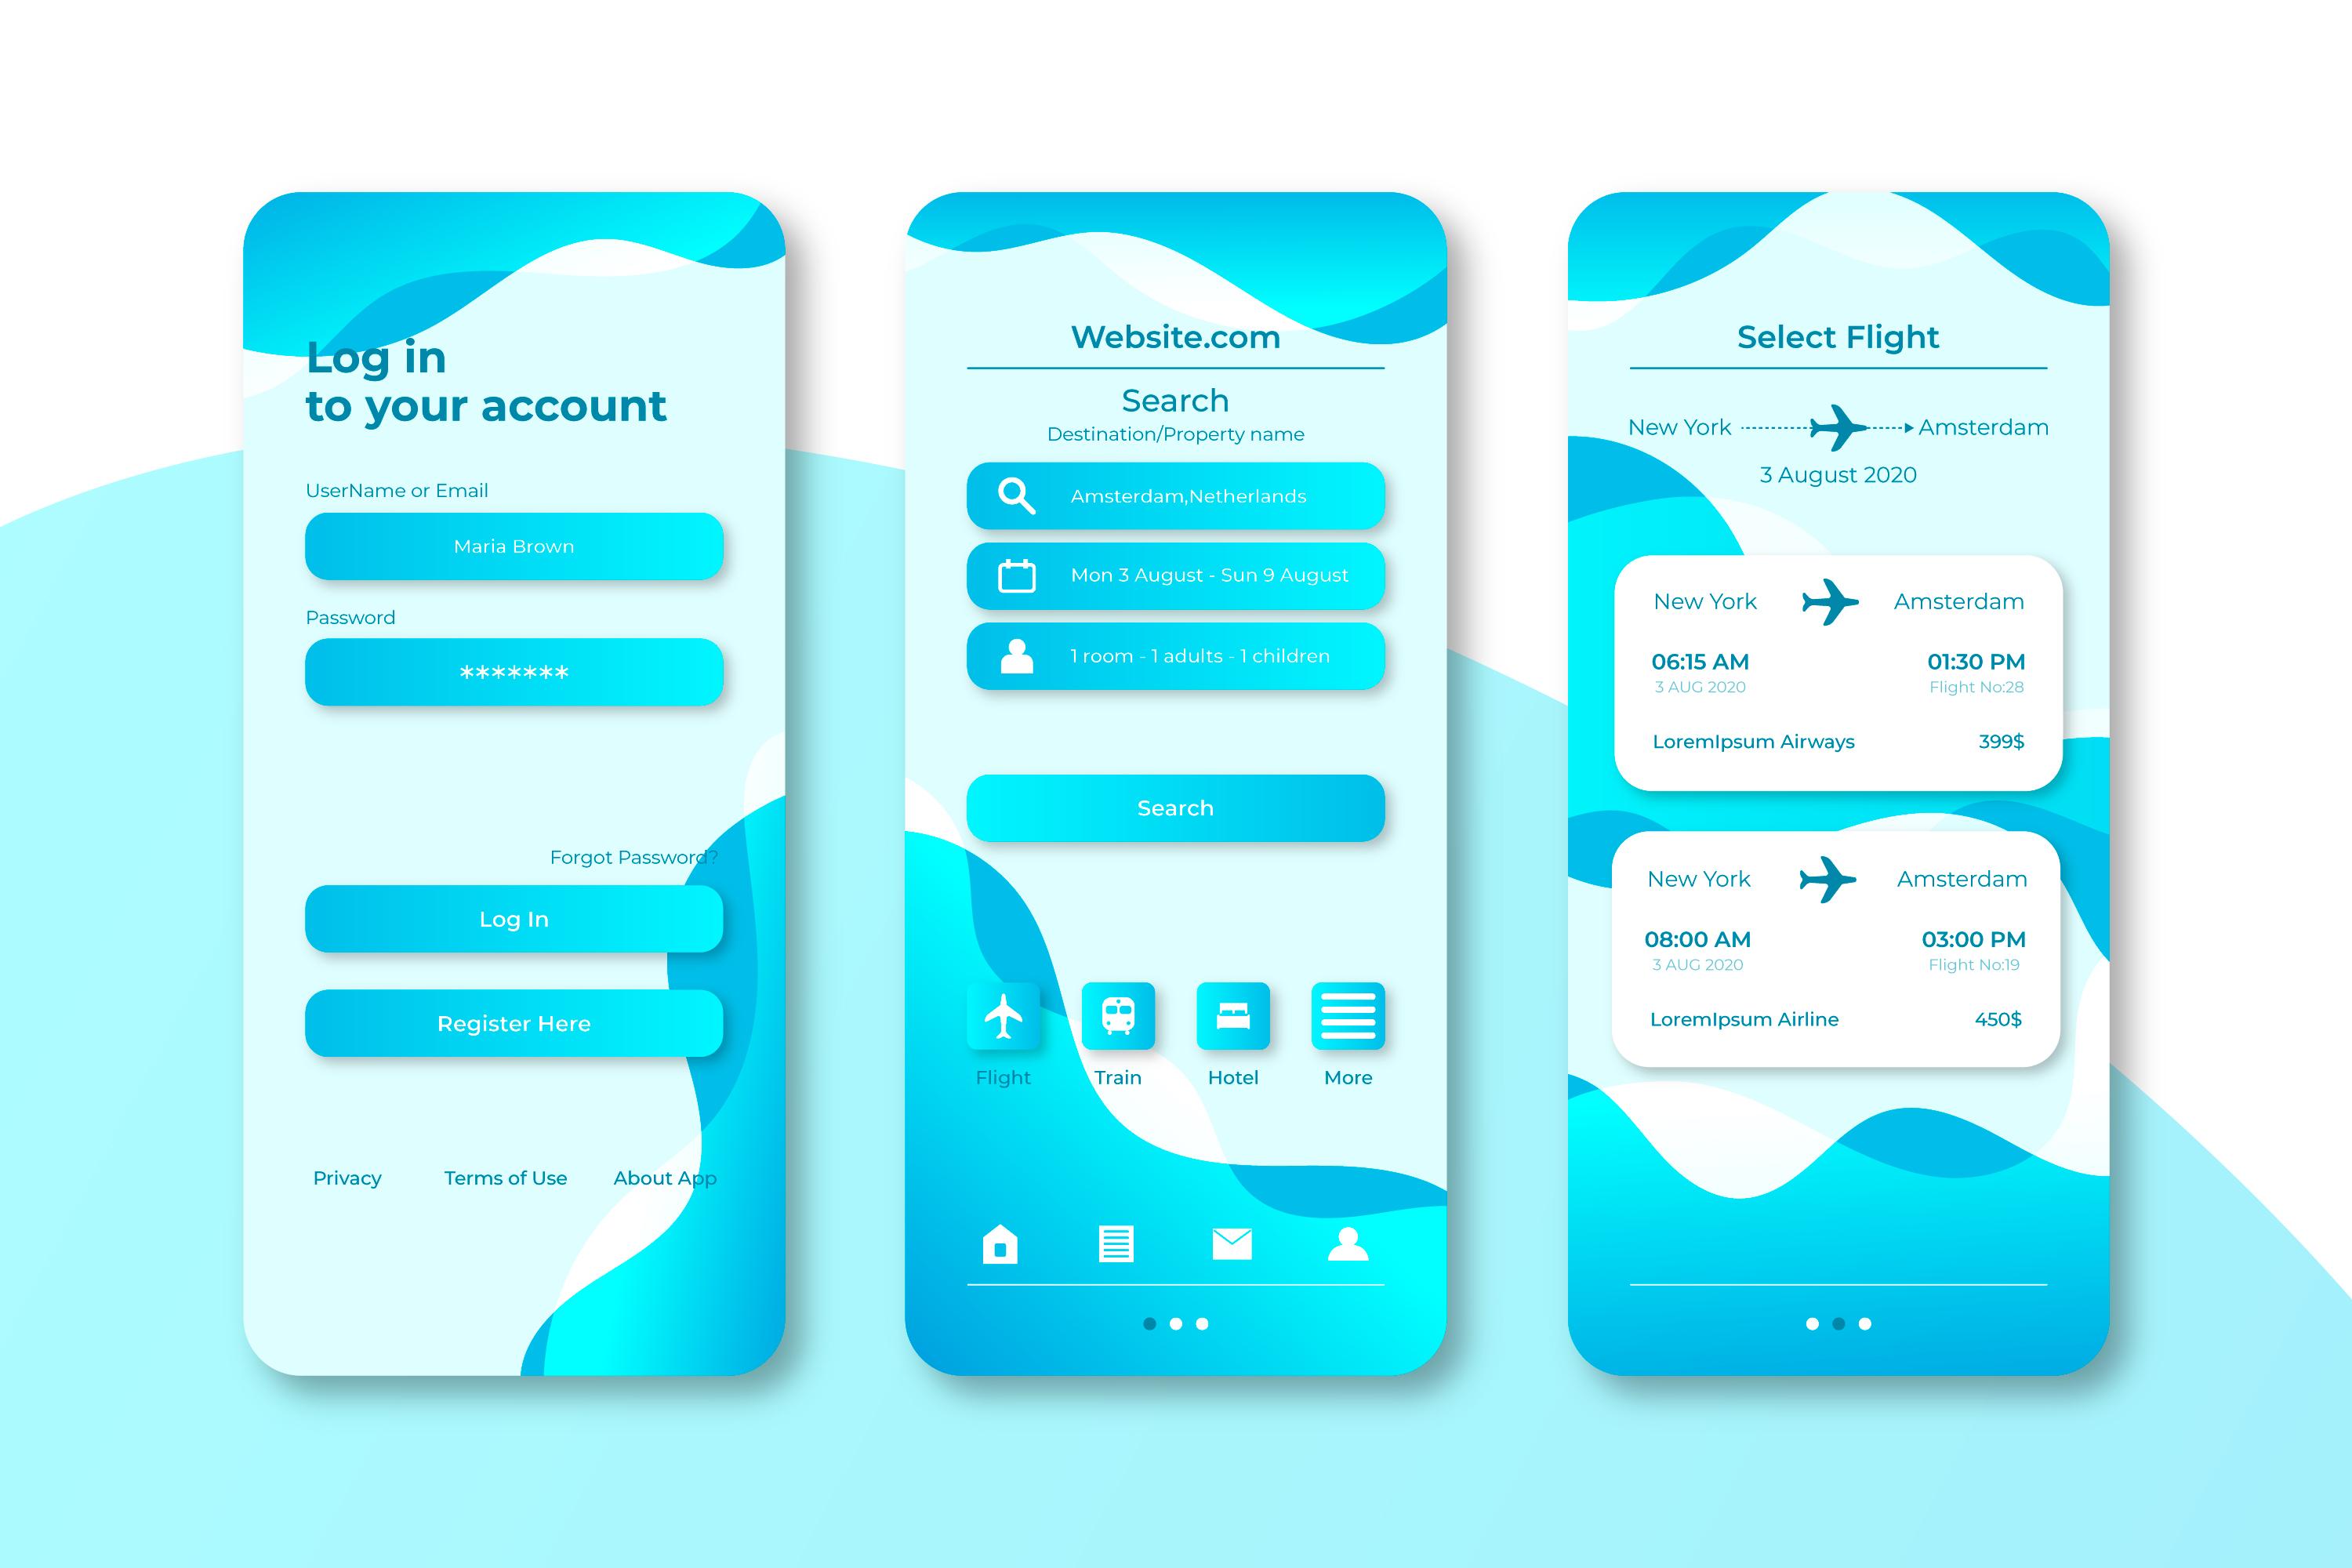 Log in
to your account
UserName or Email
Maria Brown
Password
*******
Forgot Password?
Log In
Register Here
Privacy Terms of Use About App
Website.com
Search
Destination/Property name
Amsterdam,Netherlands
Mon 3 August - Sun 9 August
1 room - 1 adults - 1 children
Search
Flight Train Hotel More
Select Flight
New York Amsterdam
3 August 2020
New York Amsterdam
06:15 AM 01:30 PM
3 AUG 2020 Flight No:28
LoremIpsum Airways 399$
New York Amsterdam
08:00 AM 03:00 PM
3 AUG 2020 Flight No:19
LoremIpsum Airline 450$